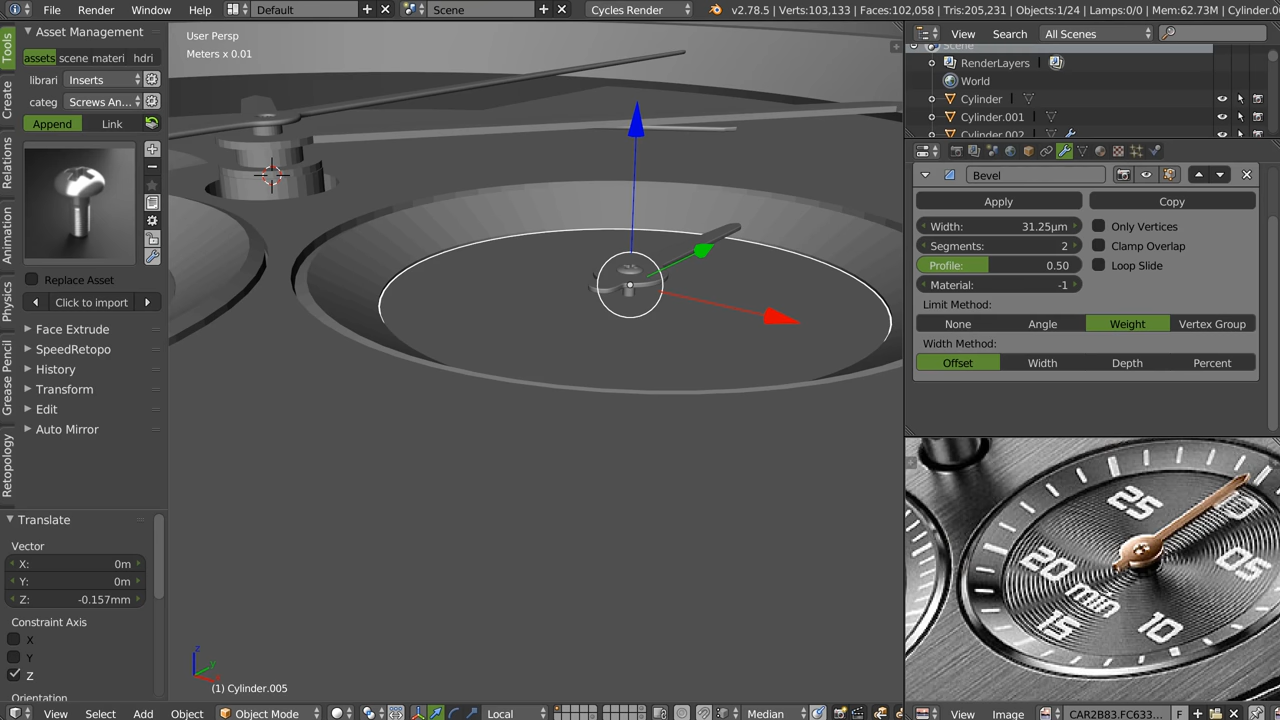 File Render Window Help Default Scene Cycles Render v2.78.5 | Verts:103,133 | Faces:102,058 | Tris:205,231 | Objects:1/24 | Lamps:0/0 | Mem:62.73M | Cylinder.0
Tools
Create
Relations
Animation
Physics
Grease Pencil
Retopology
Asset Management
assets scene materi hdri
librari Inserts
categ Screws An...
Append Link
Replace Asset
Click to import
Face Extrude
SpeedRetopo
History
Transform
Edit
Auto Mirror
Translate
Vector
X: 0m
Y: 0m
Z: -0.157mm
Constraint Axis
X
Y
Z
Orientation
User Persp
Meters x 0.01
(1) Cylinder.005
View Select Add Object Object Mode Local Median
View Search All Scenes
Scene
RenderLayers
World
Cylinder
Cylinder.001
Cylinder.002
Bevel
Apply Copy
Width: 31.25µm Only Vertices
Segments: 2 Clamp Overlap
Profile: 0.50 Loop Slide
Material: -1
Limit Method:
None Angle Weight Vertex Group
Width Method:
Offset Width Depth Percent
25
05
20
min
15
10
View Image CAR2B83.FC633... F